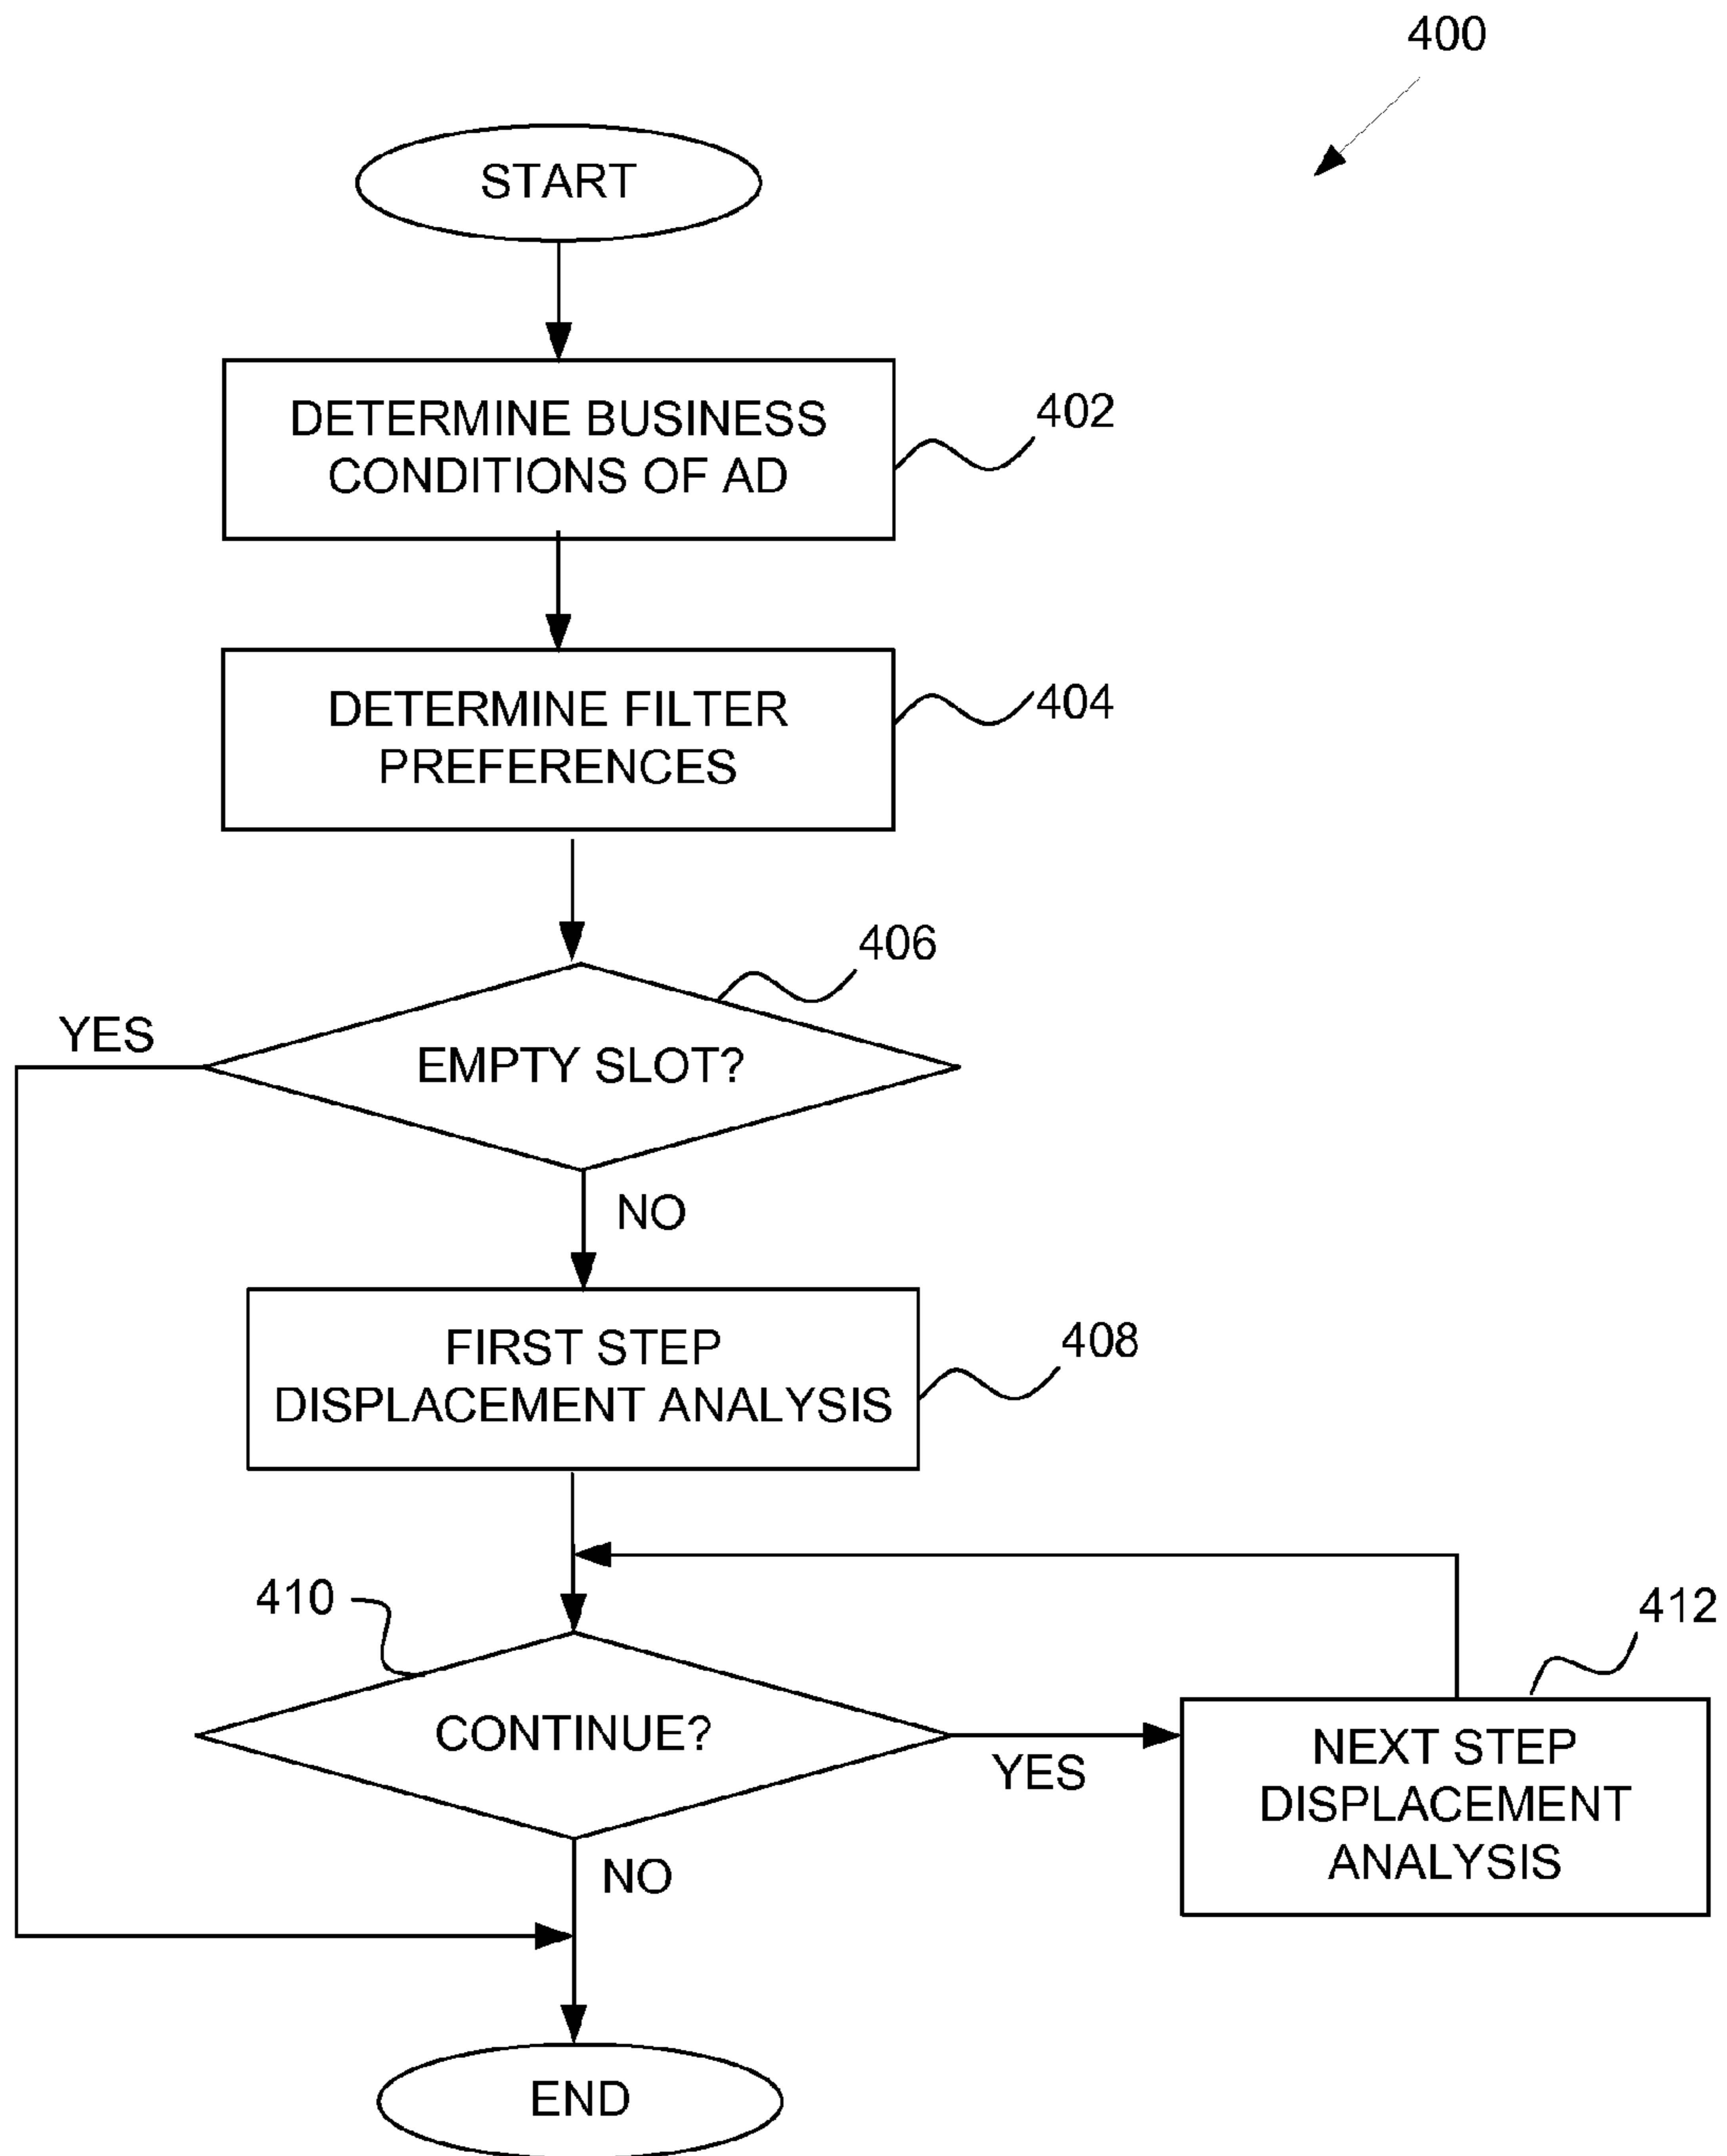 400
START
DETERMINE BUSINESS
CONDITIONS OF AD
402
DETERMINE FILTER
PREFERENCES
404
406
YES
EMPTY SLOT?
NO
FIRST STEP
DISPLACEMENT ANALYSIS
408
410
412
CONTINUE?
YES
NEXT STEP
DISPLACEMENT
ANALYSIS
NO
END